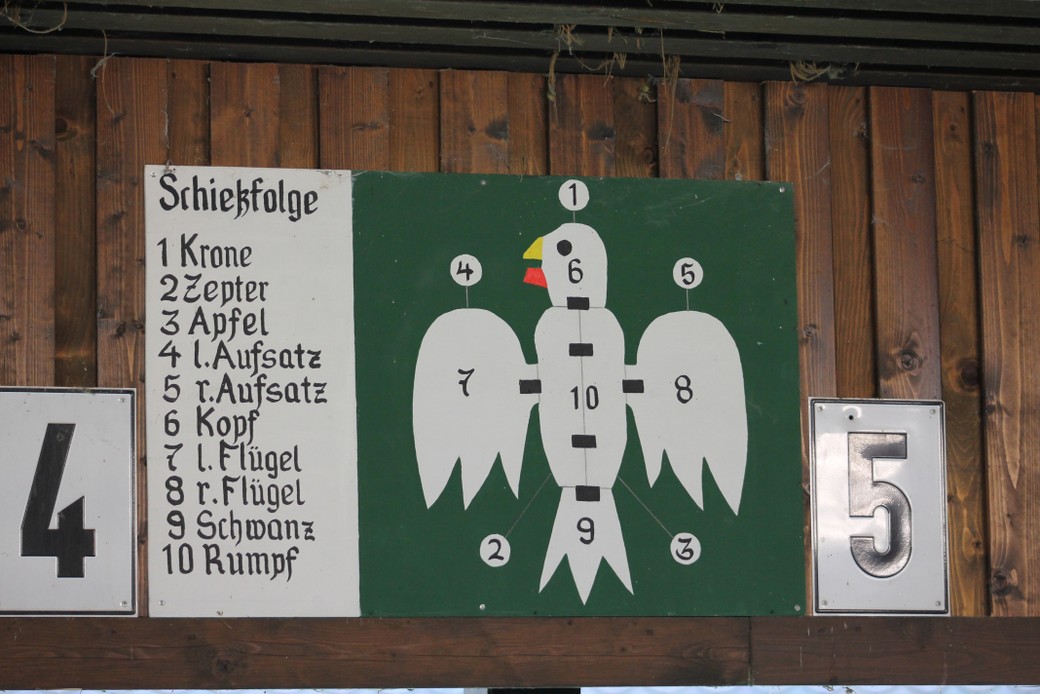 Schießfolge
1 Krone
2 Zepter
3 Apfel
4 l. Aufsatz
5 r. Aufsatz
6 Kopf
7 l. Flügel
8 r. Flügel
9 Schwanz
10 Rumpf
1
4
6
5
7
10
8
9
2
3
4
5